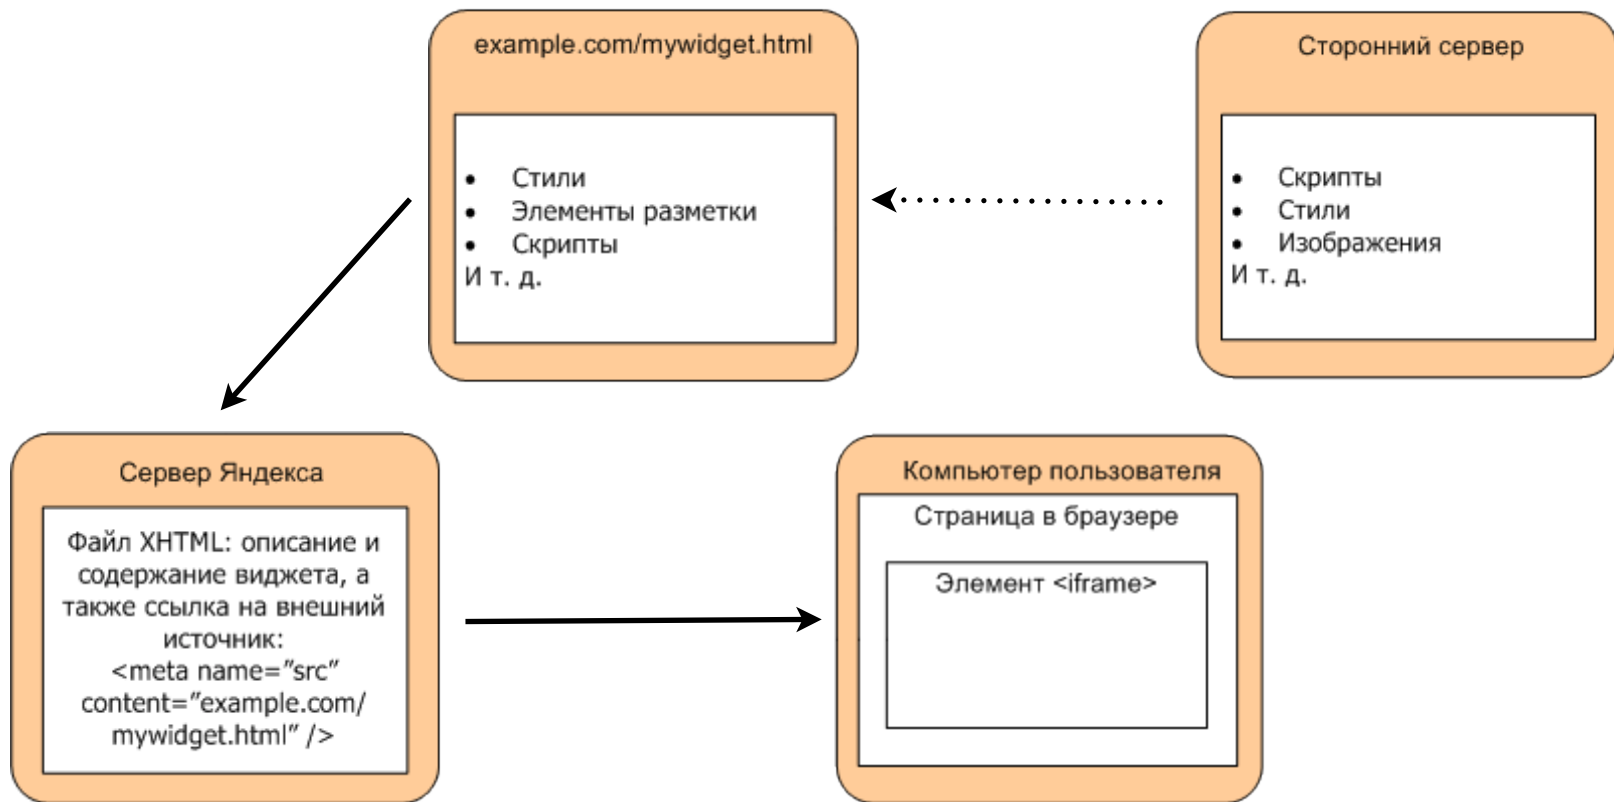 example.com/mywidget.html
• Стили
• Элементы разметки
• Скрипты
И т. д.
Сторонний сервер
• Скрипты
• Стили
• Изображения
И т. д.
Сервер Яндекса
Файл XHTML: описание и
содержание виджета, а
также ссылка на внешний
источник:
<meta name=”src”
content=”example.com/
mywidget.html” />
Компьютер пользователя
Страница в браузере
Элемент <iframe>